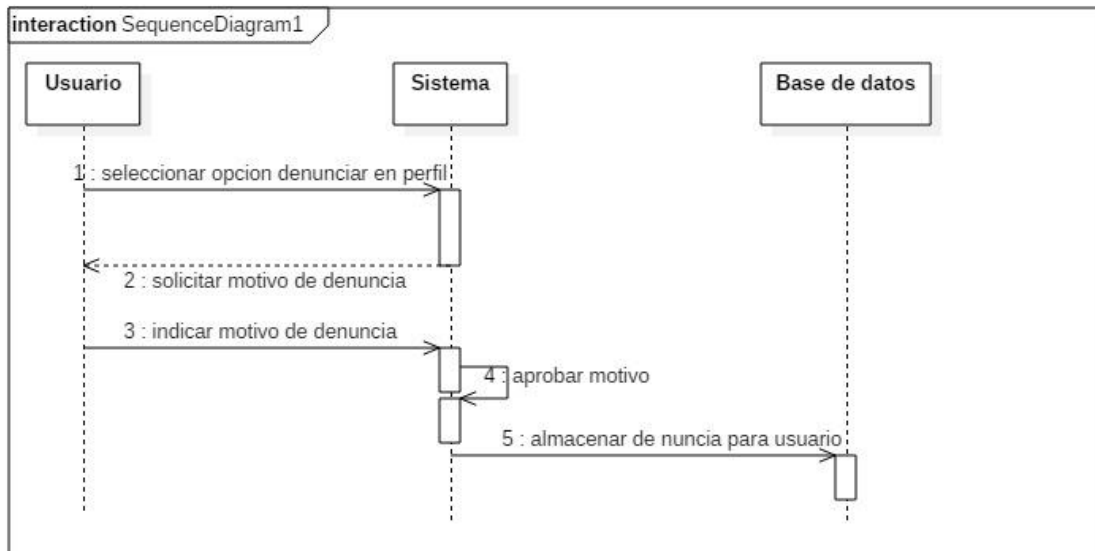 interaction SequenceDiagram1
Usuario
Sistema
Base de datos
1 : seleccionar opcion denunciar en perfil
2 : solicitar motivo de denuncia
3 : indicar motivo de denuncia
4 : aprobar motivo
5 : almacenar de nuncia para usuario